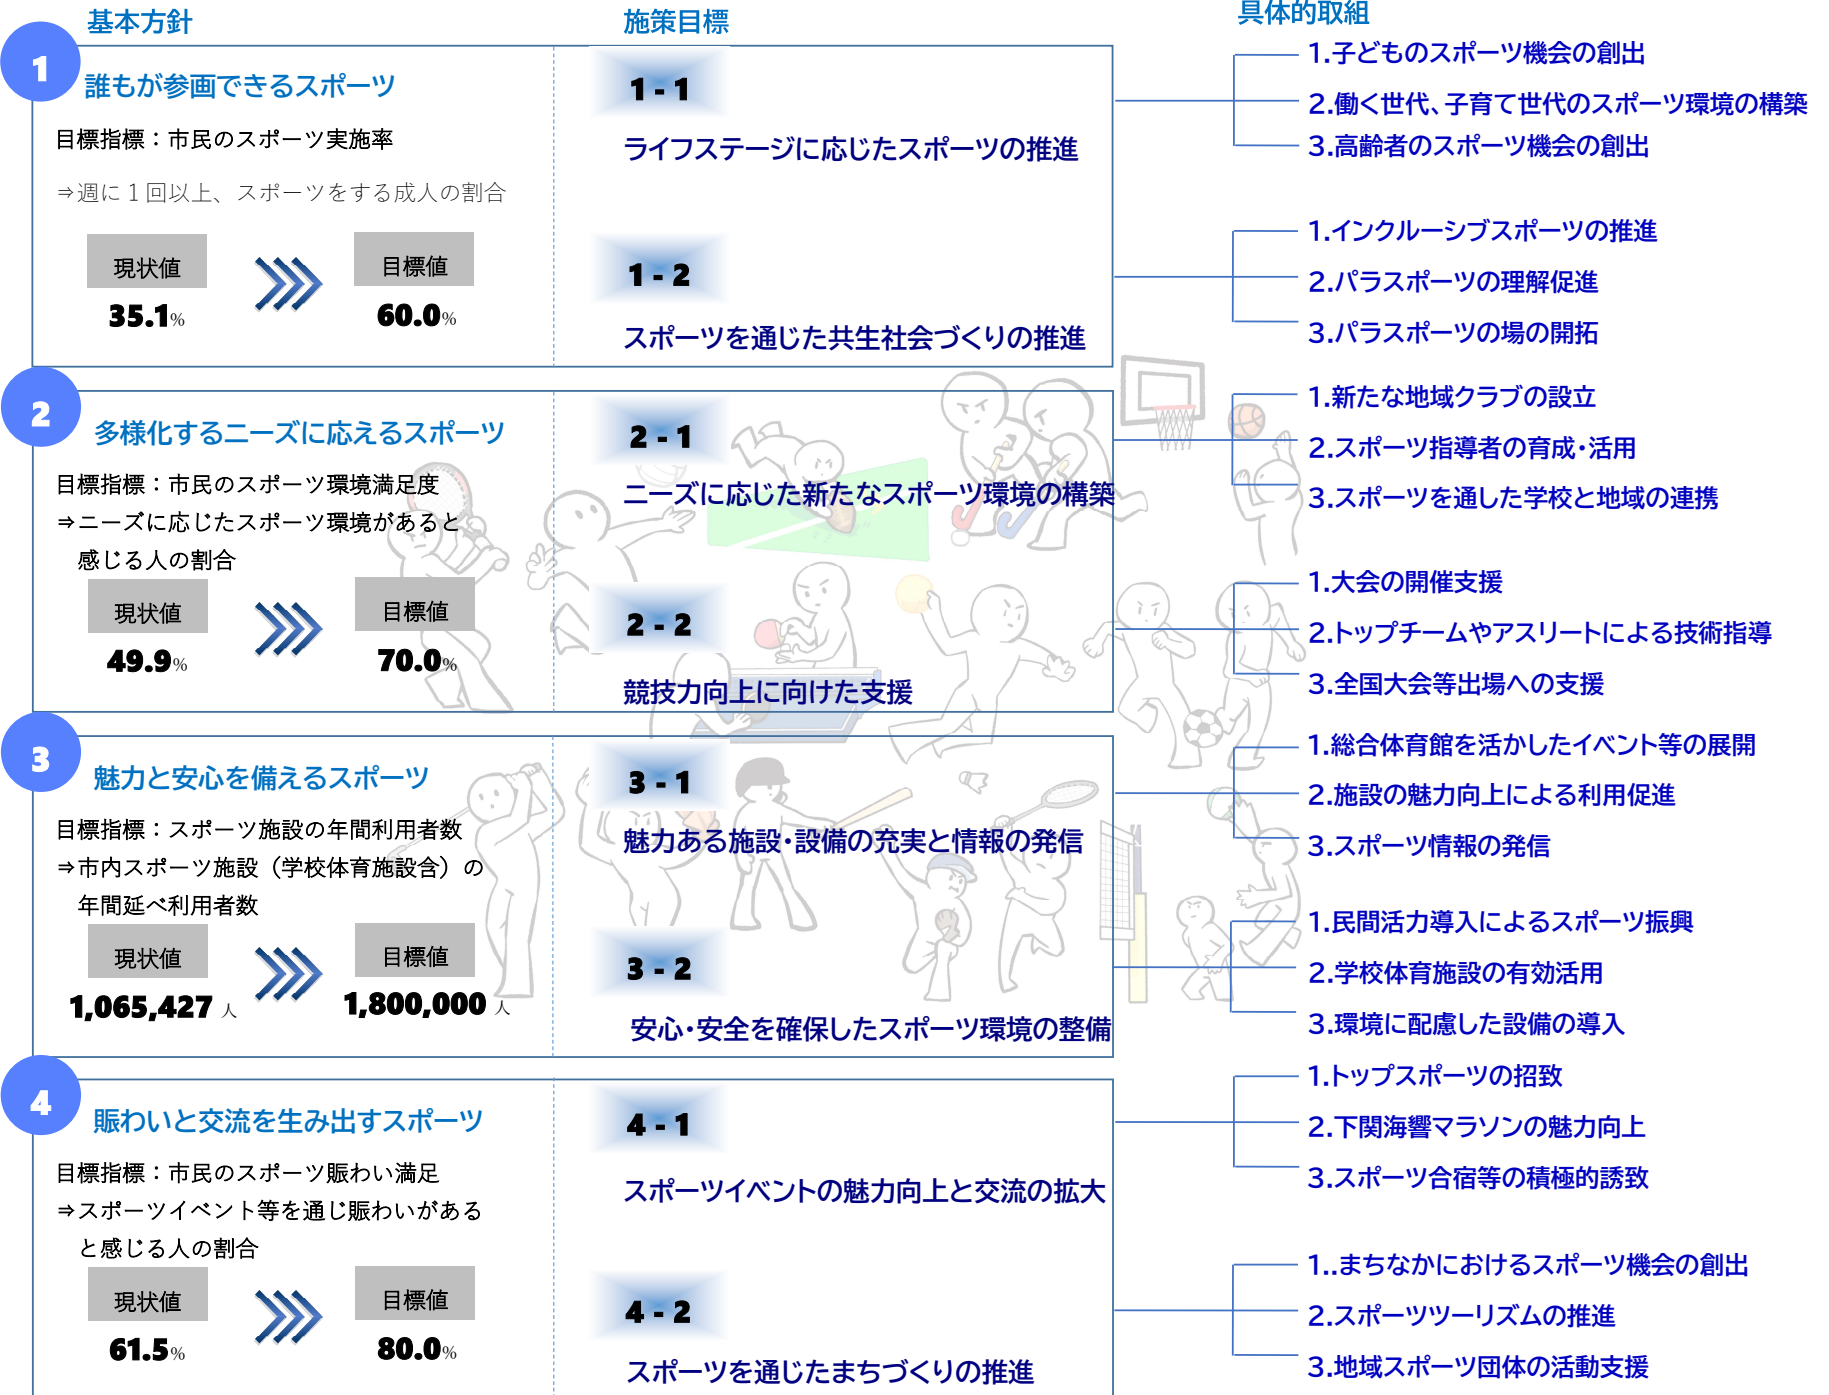 基本方針
施策目標
具体的取組
1
誰もが参画できるスポーツ
目標指標：市民のスポーツ実施率
⇒週に１回以上、スポーツをする成人の割合
現状値
目標値
35.1%
60.0%
1 - 1
ライフステージに応じたスポーツの推進
1.子どものスポーツ機会の創出
2.働く世代、子育て世代のスポーツ環境の構築
3.高齢者のスポーツ機会の創出
1 - 2
スポーツを通じた共生社会づくりの推進
1.インクルーシブスポーツの推進
2.パラスポーツの理解促進
3.パラスポーツの場の開拓
2
多様化するニーズに応えるスポーツ
目標指標：市民のスポーツ環境満足度
⇒ニーズに応じたスポーツ環境があると
感じる人の割合
現状値
目標値
49.9%
70.0%
2 - 1
ニーズに応じた新たなスポーツ環境の構築
1.新たな地域クラブの設立
2.スポーツ指導者の育成・活用
3.スポーツを通した学校と地域の連携
2 - 2
競技力向上に向けた支援
1.大会の開催支援
2.トップチームやアスリートによる技術指導
3.全国大会等出場への支援
3
魅力と安心を備えるスポーツ
目標指標：スポーツ施設の年間利用者数
⇒市内スポーツ施設（学校体育施設含）の
年間延べ利用者数
現状値
目標値
1,065,427 人
1,800,000 人
3 - 1
魅力ある施設・設備の充実と情報の発信
1.総合体育館を活かしたイベント等の展開
2.施設の魅力向上による利用促進
3.スポーツ情報の発信
3 - 2
安心・安全を確保したスポーツ環境の整備
1.民間活力導入によるスポーツ振興
2.学校体育施設の有効活用
3.環境に配慮した設備の導入
4
賑わいと交流を生み出すスポーツ
目標指標：市民のスポーツ賑わい満足
⇒スポーツイベント等を通じ賑わいがある
と感じる人の割合
現状値
目標値
61.5%
80.0%
4 - 1
スポーツイベントの魅力向上と交流の拡大
1.トップスポーツの招致
2.下関海響マラソンの魅力向上
3.スポーツ合宿等の積極的誘致
4 - 2
スポーツを通じたまちづくりの推進
1..まちなかにおけるスポーツ機会の創出
2.スポーツツーリズムの推進
3.地域スポーツ団体の活動支援